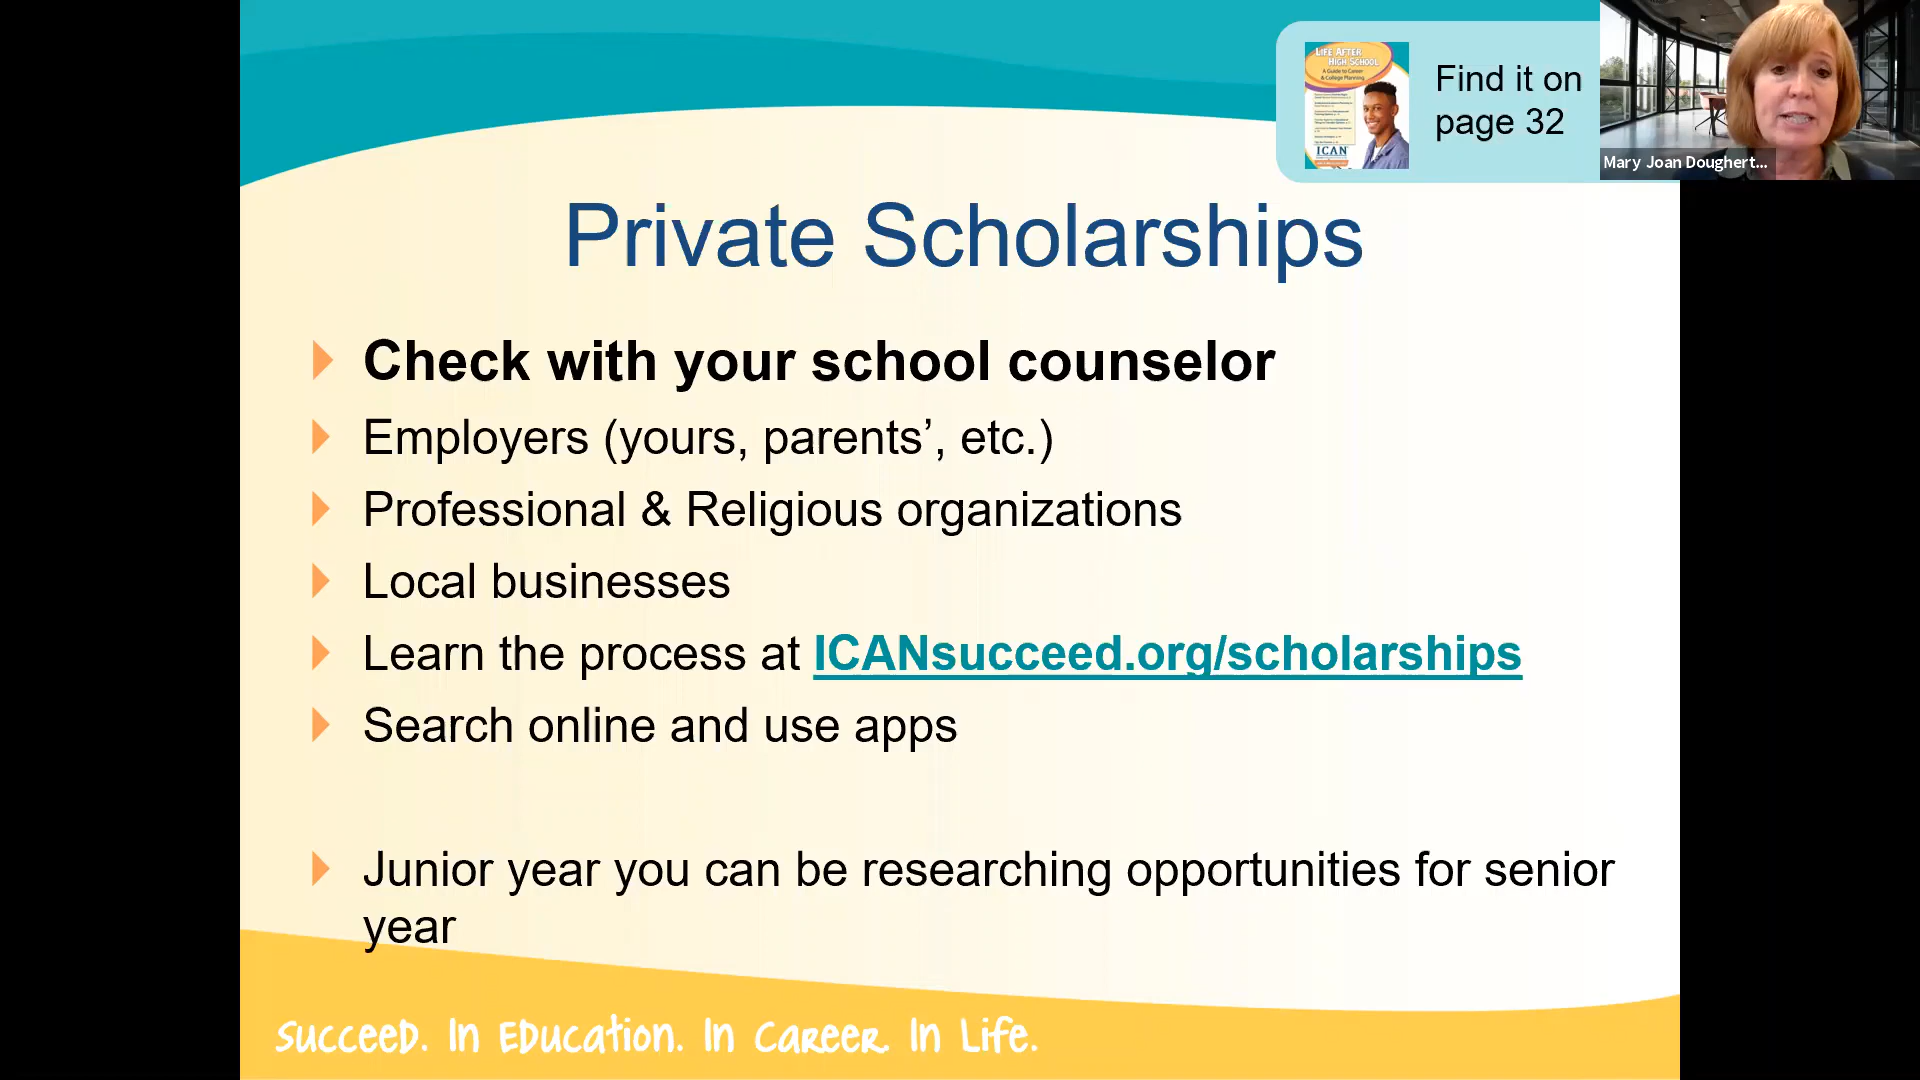 LIFE AFTER
HIGH SCHOOL
A Guide to Career
& College Planning
ICAN
Find it on
page 32
Mary Joan Doughert...
Private Scholarships
Check with your school counselor
Employers (yours, parents’, etc.)
Professional & Religious organizations
Local businesses
Learn the process at ICANsucceed.org/scholarships
Search online and use apps
Junior year you can be researching opportunities for senior
year
Succeed. In Education. In Career. In Life.